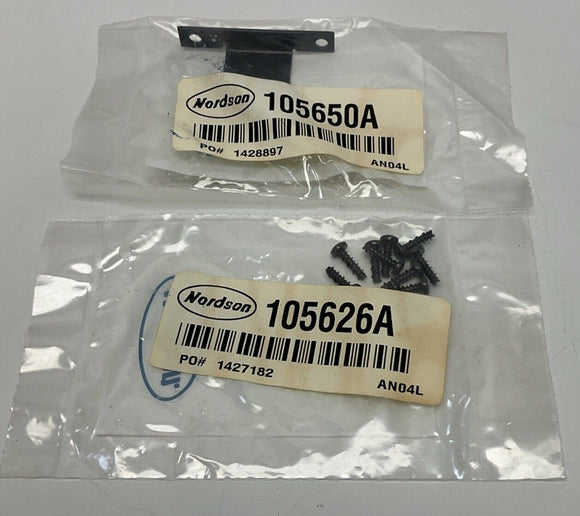 Nordson 105650A
PO# 1428897 AN04L
Nordson 105626A
PO# 1427182 AN04L